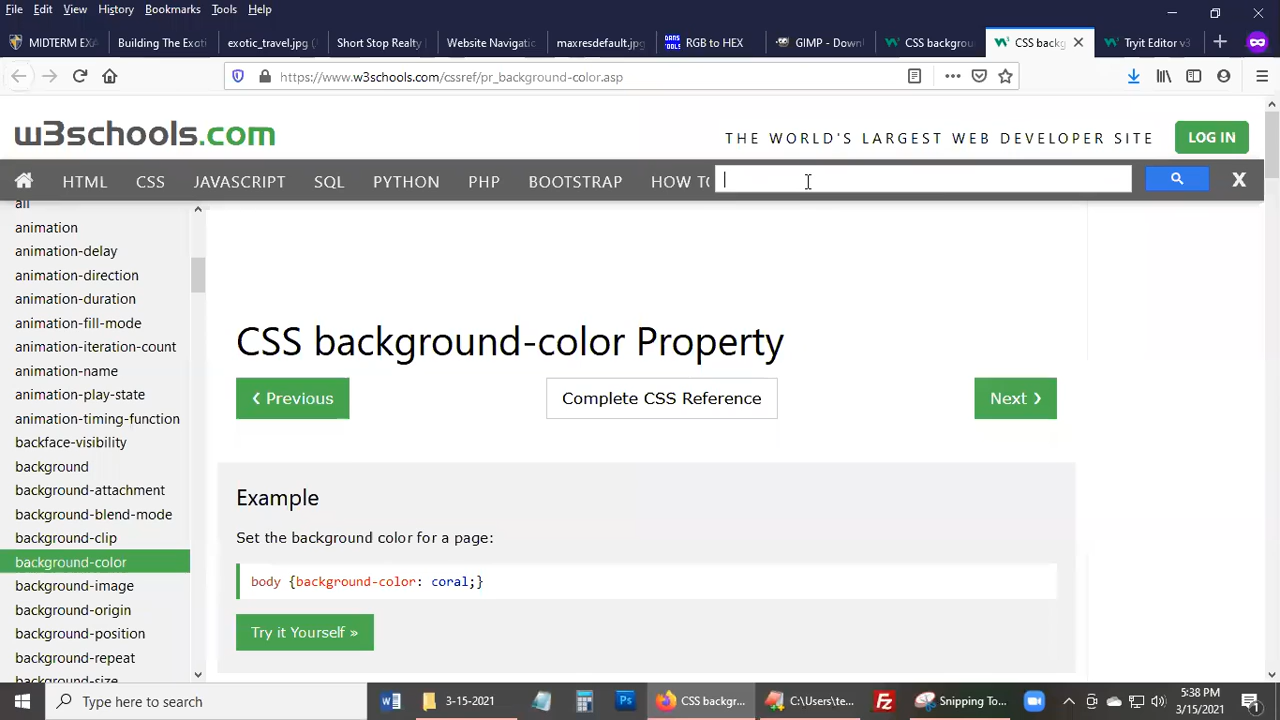 File Edit View History Bookmarks Tools Help
MIDTERM EX
Building The Exoti
exotic_travel.jpg (
Short Stop Realty
Website Navigatic
maxresdefault.jpg
RGB to HEX
GIMP - Down
CSS backgrou
CSS backg
Tryit Editor v3
https://www.w3schools.com/cssref/pr_background-color.asp
w3schools.com
THE WORLD'S LARGEST WEB DEVELOPER SITE
LOG IN
HTML CSS JAVASCRIPT SQL PYTHON PHP BOOTSTRAP HOW TO
X
all
animation
animation-delay
animation-direction
animation-duration
animation-fill-mode
animation-iteration-count
animation-name
animation-play-state
animation-timing-function
backface-visibility
background
background-attachment
background-blend-mode
background-clip
background-color
background-image
background-origin
background-position
background-repeat
background-size
CSS background-color Property
‹ Previous
Complete CSS Reference
Next ›
Example
Set the background color for a page:
body {background-color: coral;}
Try it Yourself »
Type here to search
3-15-2021
CSS backgr...
C:\Users\te...
Snipping To...
5:38 PM
3/15/2021
1